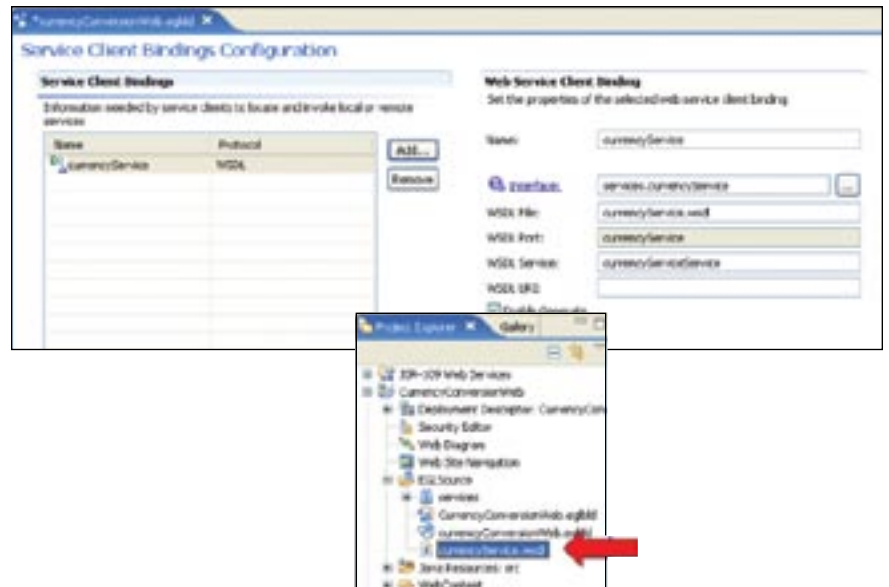 *currencyConversionWeb.egldd
Service Client Bindings Configuration
Service Client Bindings
Information needed by service clients to locate and invoke local or remote
services
Name Protocol
currencyService WSDL
Add...
Remove
Web Service Client Binding
Set the properties of the selected web service client binding
Name: currencyService
Interface: services.currencyService ...
WSDL File: currencyService.wsdl
WSDL Port: currencyService
WSDL Service: currencyServiceService
WSDL URI:
Enable Generate
Project Explorer Gallery
JSR-109 Web Services
CurrencyConversionWeb
Deployment Descriptor: CurrencyCon
Security Editor
Web Diagram
Web Site Navigation
EGLSource
services
CurrencyConversionWeb.eglbld
currencyConversionWeb.egldd
currencyService.wsdl
Java Resources: src
WebContent